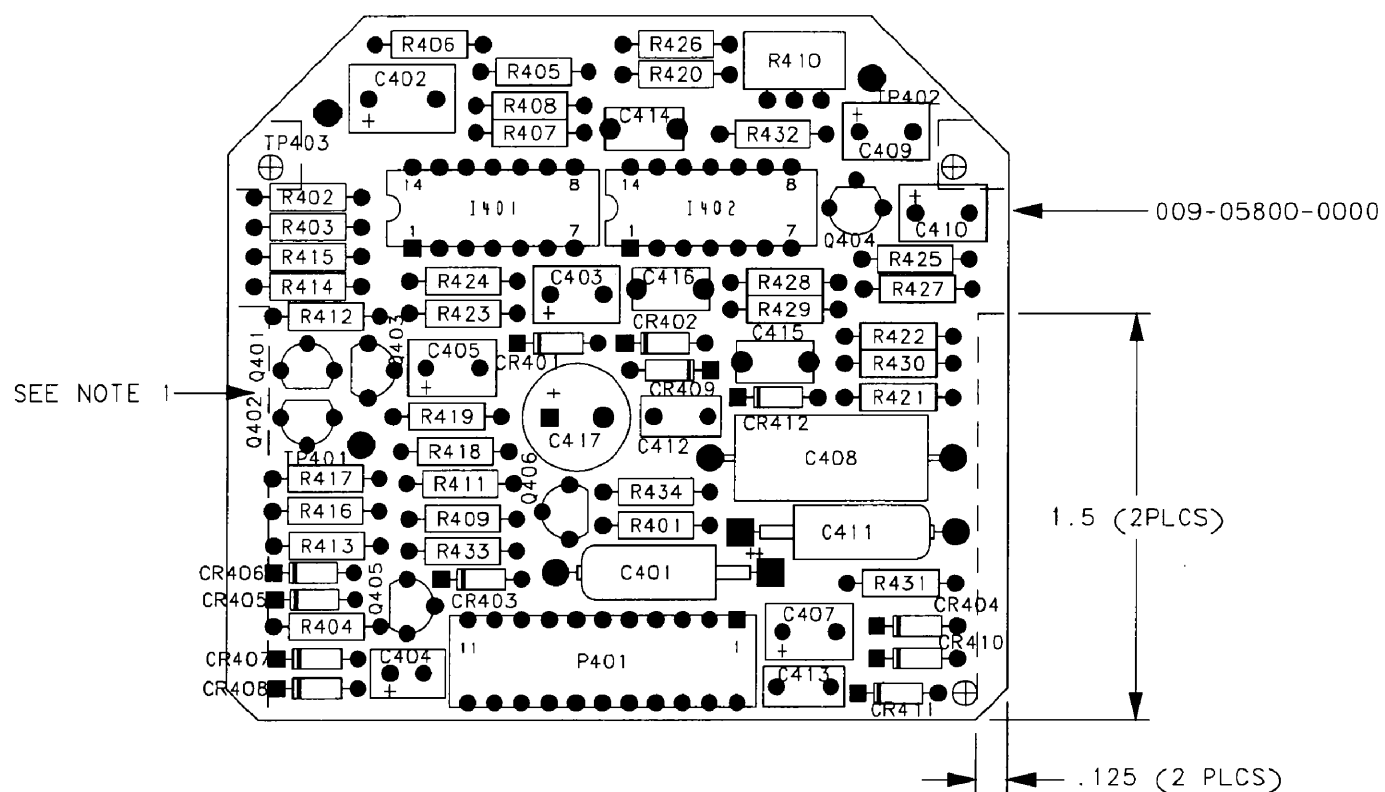 R406
R426
R405
R420
R410
C402
+
R408
R407
C414
R432
TP402
+
C409
TP403
14
8
I401
1
7
14
8
I402
1
7
R402
R403
R415
R414
+
C410
Q404
009-05800-0000
R425
R427
R424
R423
C403
+
C416
R428
R429
R412
Q401
Q403
C405
+
CR401
CR402
CR409
C415
R422
R430
R421
CR412
SEE NOTE 1
Q402
TP401
R419
R418
+
C417
C412
C408
R417
R411
Q406
R434
R416
R409
R401
C411
1.5 (2PLCS)
R413
R433
++
C401
CR406
CR405
Q405
CR403
R431
R404
CR404
C407
+
CR410
11
1
P401
CR407
CR408
C404
+
C413
CR411
.125 (2 PLCS)